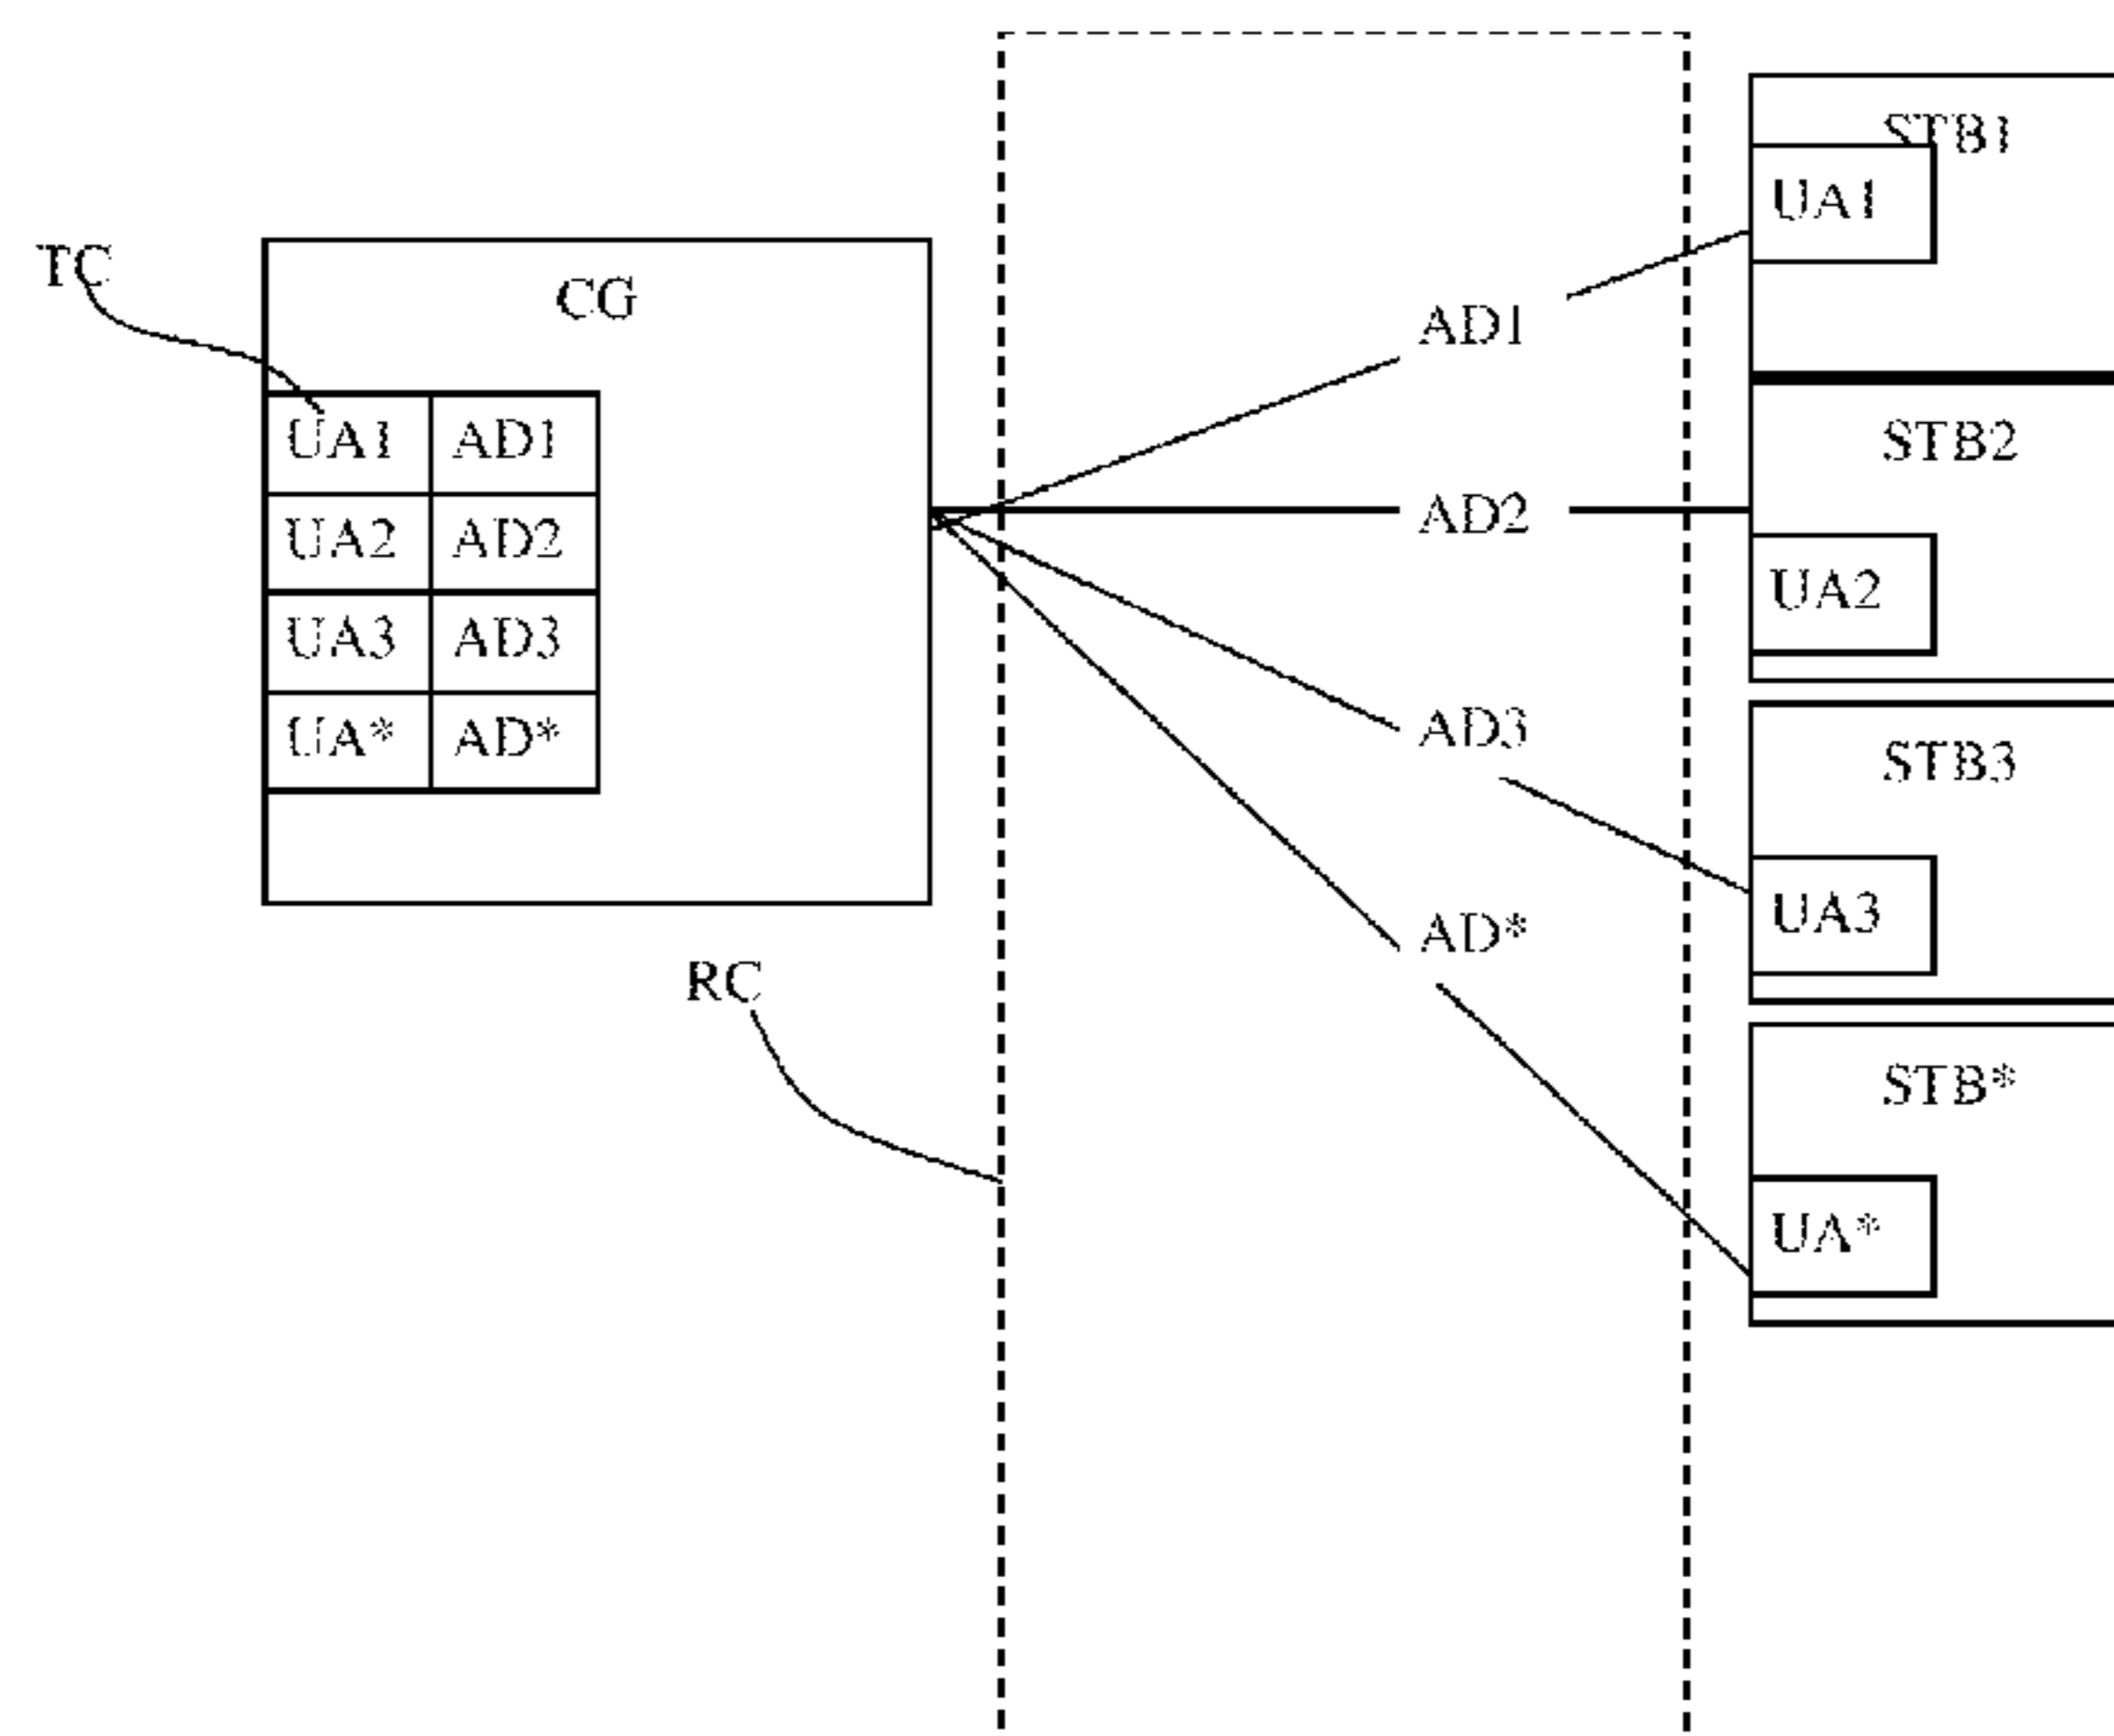 TC
CG
UA1 AD1
UA2 AD2
UA3 AD3
UA* AD*
RC
AD1
AD2
AD3
AD*
STB1
UA1
STB2
UA2
STB3
UA3
STB*
UA*